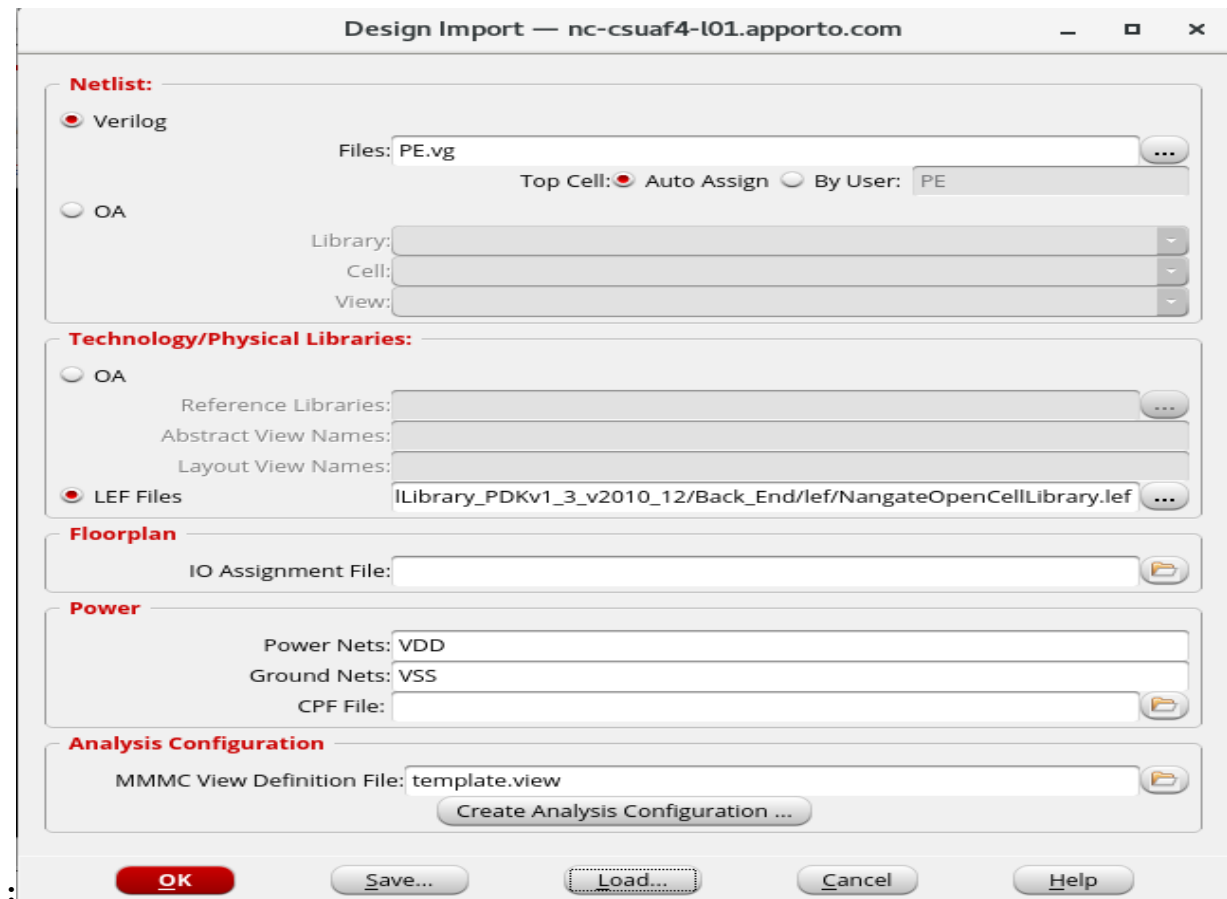 Design Import — nc-csuaf4-l01.apporto.com
Netlist:
Verilog
Files: PE.vg ...
Top Cell: Auto Assign By User: PE
OA
Library:
Cell:
View:
Technology/Physical Libraries:
OA
Reference Libraries: ...
Abstract View Names:
Layout View Names:
LEF Files lLibrary_PDKv1_3_v2010_12/Back_End/lef/NangateOpenCellLibrary.lef ...
Floorplan
IO Assignment File:
Power
Power Nets: VDD
Ground Nets: VSS
CPF File:
Analysis Configuration
MMMC View Definition File: template.view
Create Analysis Configuration ...
: OK Save... Load... Cancel Help